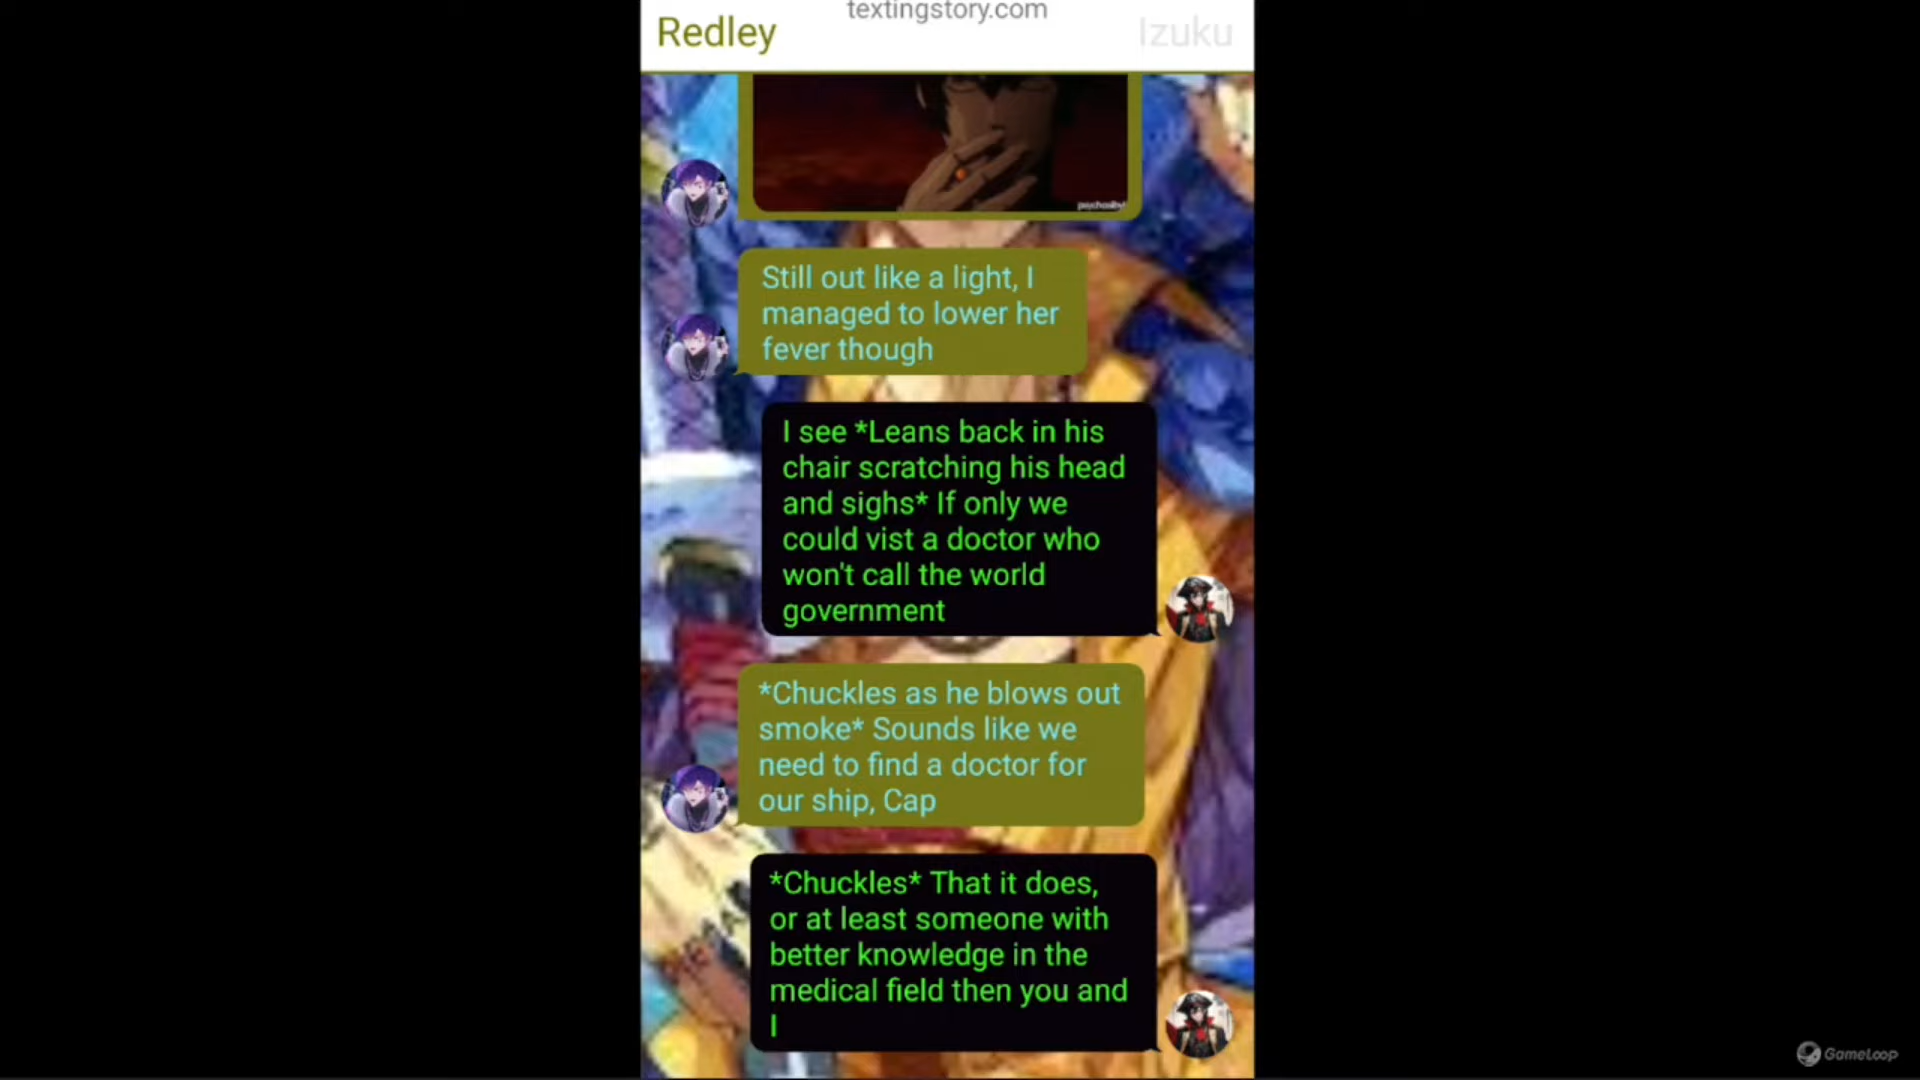 textingstory.com
Redley
Izuku
Still out like a light, I
managed to lower her
fever though
I see *Leans back in his
chair scratching his head
and sighs* If only we
could vist a doctor who
won't call the world
government
*Chuckles as he blows out
smoke* Sounds like we
need to find a doctor for
our ship, Cap
*Chuckles* That it does,
or at least someone with
better knowledge in the
medical field then you and
I
GameLoop